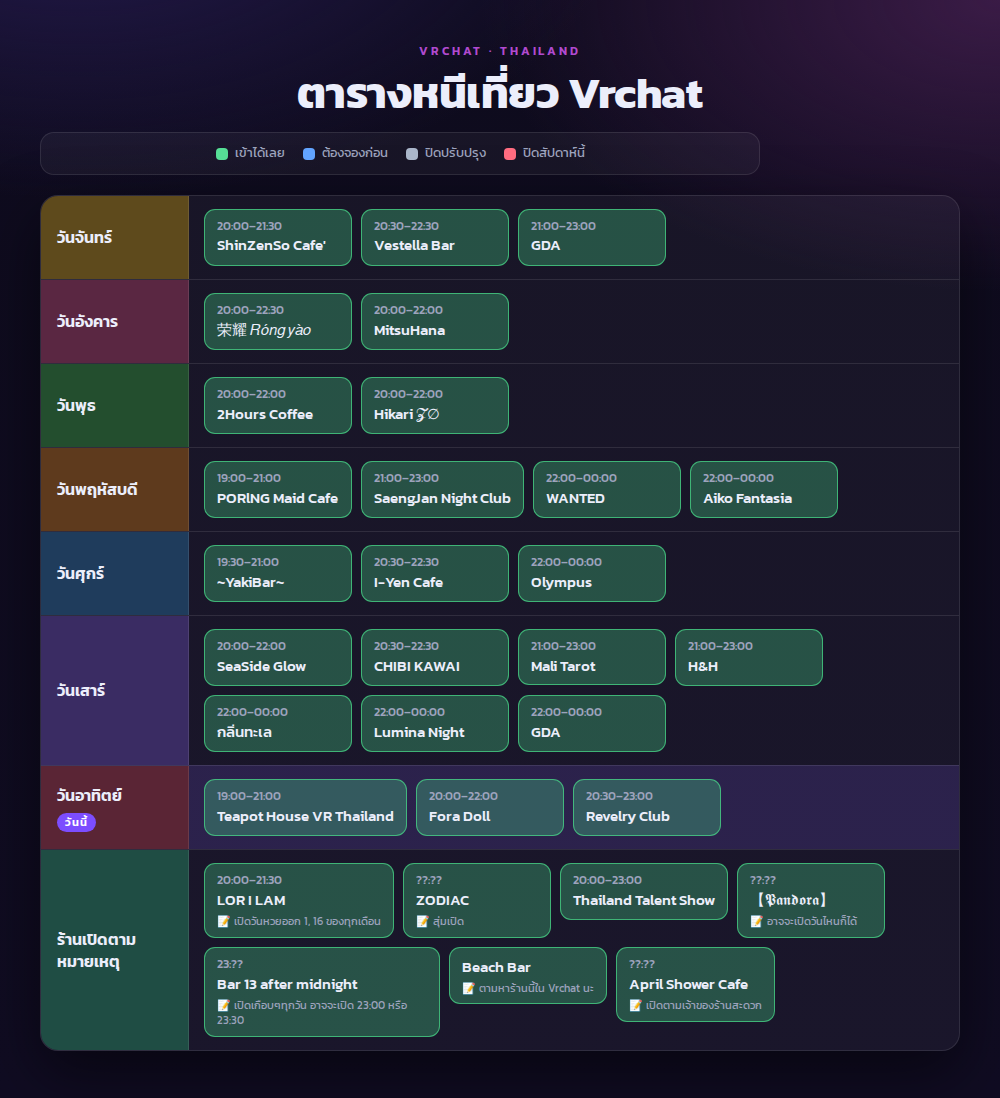 VRCHAT · THAILAND
ตารางหนีเที่ยว Vrchat
เข้าได้เลย ต้องจองก่อน ปิดปรับปรุง ปิดสัปดาห์นี้
วันจันทร์
20:00–21:30
ShinZenSo Cafe'
20:30–22:30
Vestella Bar
21:00–23:00
GDA
วันอังคาร
20:00–22:30
荣耀 Róng yào
20:00–22:00
MitsuHana
วันพุธ
20:00–22:00
2Hours Coffee
20:00–22:00
Hikari 𝒵∅
วันพฤหัสบดี
19:00–21:00
PORlNG Maid Cafe
21:00–23:00
SaengJan Night Club
22:00–00:00
WANTED
22:00–00:00
Aiko Fantasia
วันศุกร์
19:30–21:00
~YakiBar~
20:30–22:30
I-Yen Cafe
22:00–00:00
Olympus
วันเสาร์
20:00–22:00
SeaSide Glow
20:30–22:30
CHIBI KAWAI
21:00–23:00
Mali Tarot
21:00–23:00
H&H
22:00–00:00
กลิ่นทะเล
22:00–00:00
Lumina Night
22:00–00:00
GDA
วันอาทิตย์
วันนี้
19:00–21:00
Teapot House VR Thailand
20:00–22:00
Fora Doll
20:30–23:00
Revelry Club
ร้านเปิดตาม
หมายเหตุ
20:00–21:30
LOR I LAM
📝 เปิดวันหวยออก 1, 16 ของทุกเดือน
??:??
ZODIAC
📝 สุ่มเปิด
20:00–23:00
Thailand Talent Show
??:??
【𝕻𝖆𝖓𝖉𝖔𝖗𝖆】
📝 อาจจะเปิดวันไหนก็ได้
23:??
Bar 13 after midnight
📝 เปิดเกือบๆทุกวัน อาจจะเปิด 23:00 หรือ
23:30
Beach Bar
📝 ตามหาร้านนี้ใน Vrchat นะ
??:??
April Shower Cafe
📝 เปิดตามเจ้าของร้านสะดวก